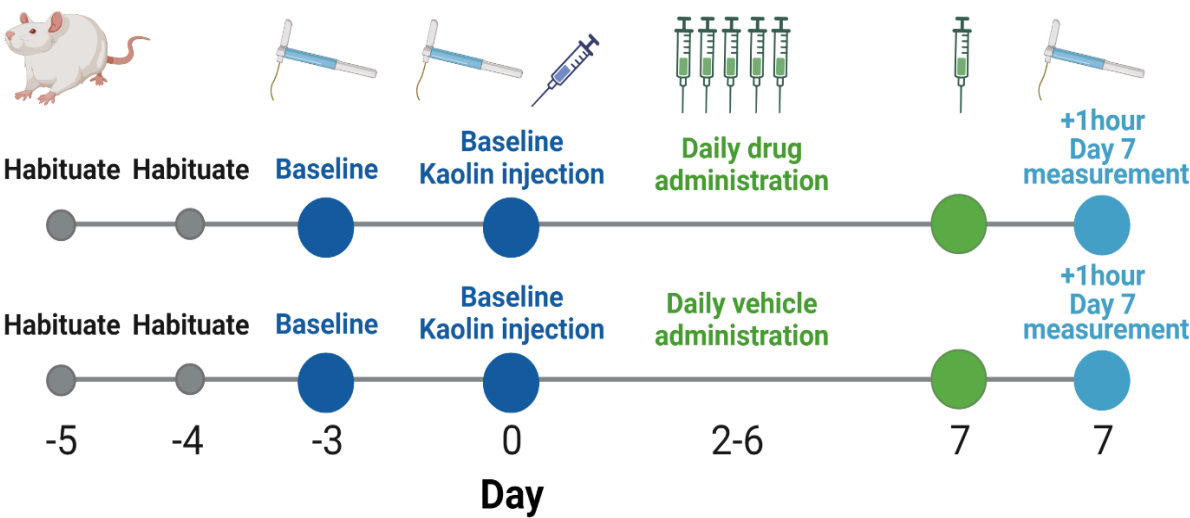 Habituate Habituate Baseline Baseline
Kaolin injection Daily drug
administration +1hour
Day 7
measurement
Habituate Habituate Baseline Baseline
Kaolin injection Daily vehicle
administration +1hour
Day 7
measurement
-5 -4 -3 0 2-6 7 7
Day